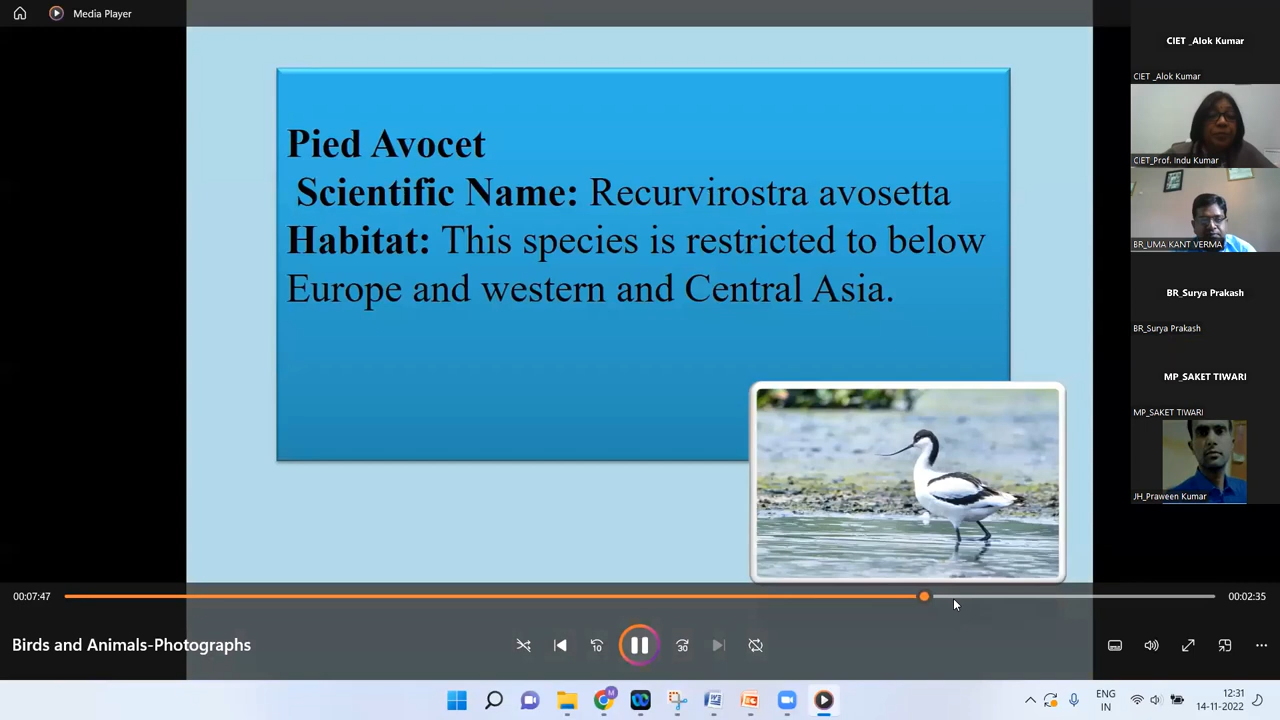 Media Player
Pied Avocet
Scientific Name: Recurvirostra avosetta
Habitat: This species is restricted to below
Europe and western and Central Asia.
CIET _Alok Kumar
CIET _Alok Kumar
CIET_Prof. Indu Kumar
BR_UMA KANT VERMA
BR_Surya Prakash
BR_Surya Prakash
MP_SAKET TIWARI
MP_SAKET TIWARI
JH_Praween Kumar
00:07:47
00:02:35
Birds and Animals-Photographs
10
30
M
ENG
IN
12:31
14-11-2022